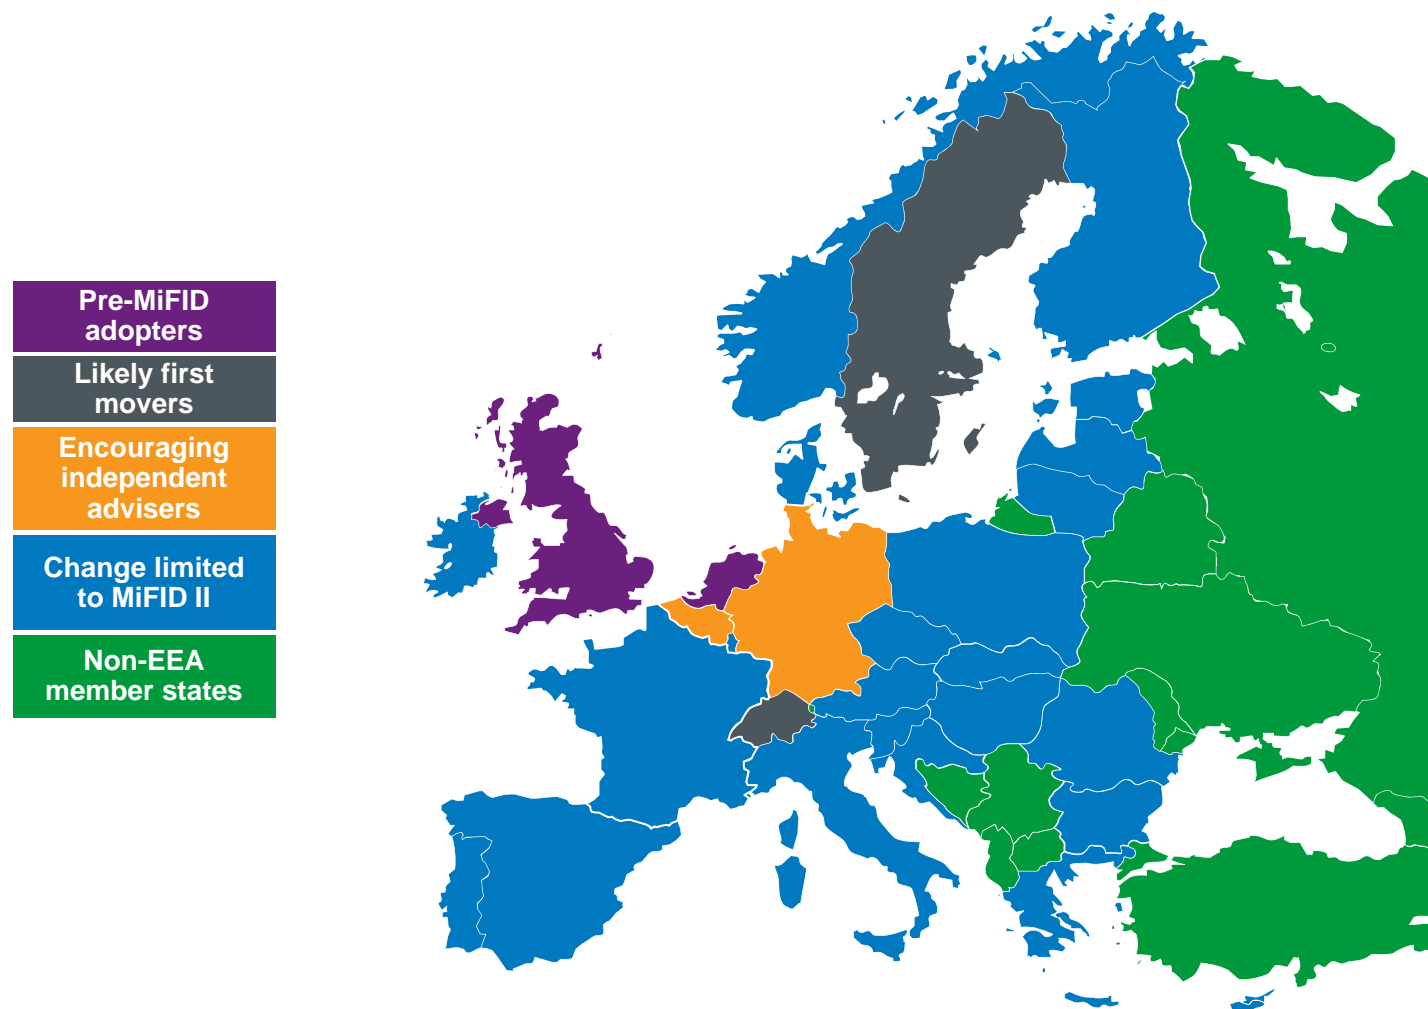 Pre-MiFID
adopters
Likely first
movers
Encouraging
independent
advisers
Change limited
to MiFID II
Non-EEA
member states